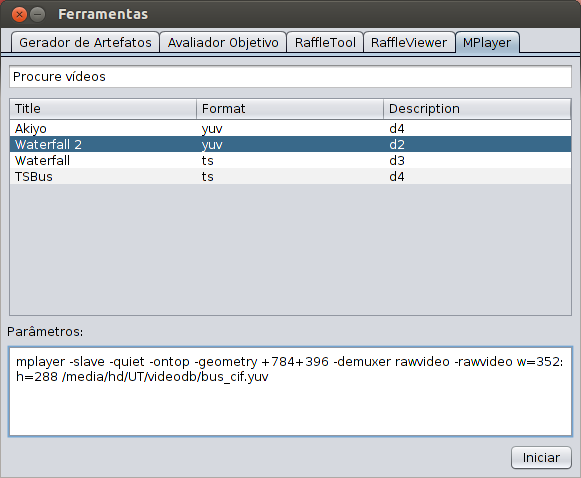 Ferramentas
Gerador de Artefatos Avaliador Objetivo RaffleTool RaffleViewer MPlayer
Procure vídeos
Title Format Description
Akiyo yuv d4
Waterfall 2 yuv d2
Waterfall ts d3
TSBus ts d4
Parâmetros:
mplayer -slave -quiet -ontop -geometry +784+396 -demuxer rawvideo -rawvideo w=352:
h=288 /media/hd/UT/videodb/bus_cif.yuv
Iniciar